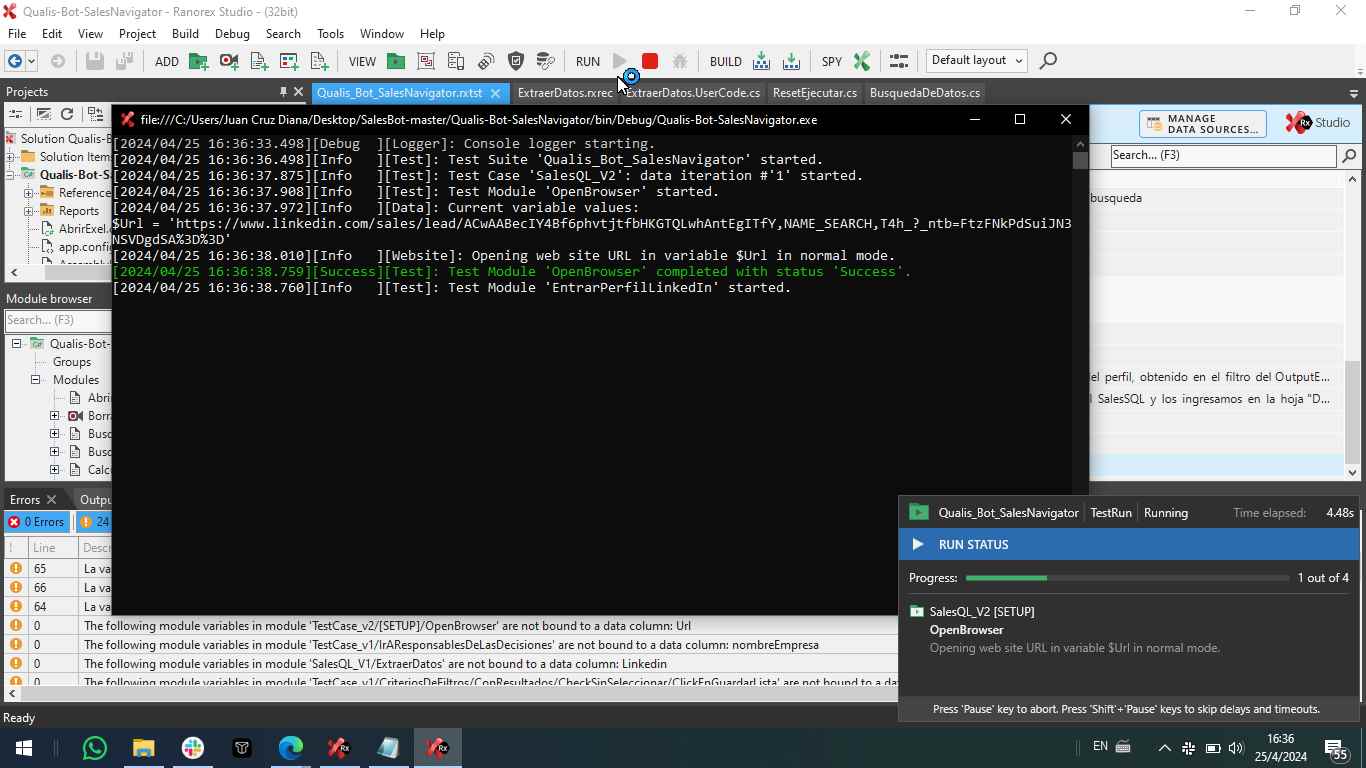 Qualis-Bot-SalesNavigator - Ranorex Studio - (32bit)
File Edit View Project Build Debug Search Tools Window Help
ADD VIEW RUN BUILD SPY Default layout
Projects
Qualis_Bot_SalesNavigator.rxtst ExtraerDatos.rxrec ExtraerDatos.UserCode.cs ResetEjecutar.cs BusquedaDeDatos.cs
file:///C:/Users/Juan Cruz Diana/Desktop/SalesBot-master/Qualis-Bot-SalesNavigator/bin/Debug/Qualis-Bot-SalesNavigator.exe
MANAGE
DATA SOURCES...
Rx Studio
Search... (F3)
Solution Qualis-B
Solution Items
Qualis-Bot-S
Reference
Reports
AbrirExel.
app.config
[2024/04/25 16:36:33.498][Debug ][Logger]: Console logger starting.
[2024/04/25 16:36:36.498][Info ][Test]: Test Suite 'Qualis_Bot_SalesNavigator' started.
[2024/04/25 16:36:37.875][Info ][Test]: Test Case 'SalesQL_V2': data iteration #'1' started.
[2024/04/25 16:36:37.908][Info ][Test]: Test Module 'OpenBrowser' started.
[2024/04/25 16:36:37.972][Info ][Data]: Current variable values:
$Url = 'https://www.linkedin.com/sales/lead/ACwAABecIY4Bf6phvtjtfbHKGTQLwhAntEgITfY,NAME_SEARCH,T4h_?_ntb=FtzFNkPdSuiJN3
NSVDgdSA%3D%3D'
[2024/04/25 16:36:38.010][Info ][Website]: Opening web site URL in variable $Url in normal mode.
[2024/04/25 16:36:38.759][Success][Test]: Test Module 'OpenBrowser' completed with status 'Success'.
[2024/04/25 16:36:38.760][Info ][Test]: Test Module 'EntrarPerfilLinkedIn' started.
busqueda
el perfil, obtenido en el filtro del OutputE...
SalesSQL y los ingresamos en la hoja "D...
Module browser
Search... (F3)
Qualis-Bot-
Groups
Modules
Abri
Borr
Busc
Busc
Calcu
Errors Outpu
0 Errors 24
! Line Descr
65 La va
66 La va
64 La va
0 The following module variables in module 'TestCase_v2/[SETUP]/OpenBrowser' are not bound to a data column: Url
0 The following module variables in module 'TestCase_v1/IrAResponsablesDeLasDecisiones' are not bound to a data column: nombreEmpresa
0 The following module variables in module 'SalesQL_V1/ExtraerDatos' are not bound to a data column: Linkedin
0 The following module variables in module 'TestCase_v1/CriteriosDeFiltros/ConResultados/CheckSinSeleccionar/ClickEnGuardarLista' are not bound to a dat
Qualis_Bot_SalesNavigator TestRun Running Time elapsed: 4.48s
RUN STATUS
Progress: 1 out of 4
SalesQL_V2 [SETUP]
OpenBrowser
Opening web site URL in variable $Url in normal mode.
Press 'Pause' key to abort. Press 'Shift'+'Pause' keys to skip delays and timeouts.
Ready
EN
16:36
25/4/2024
55